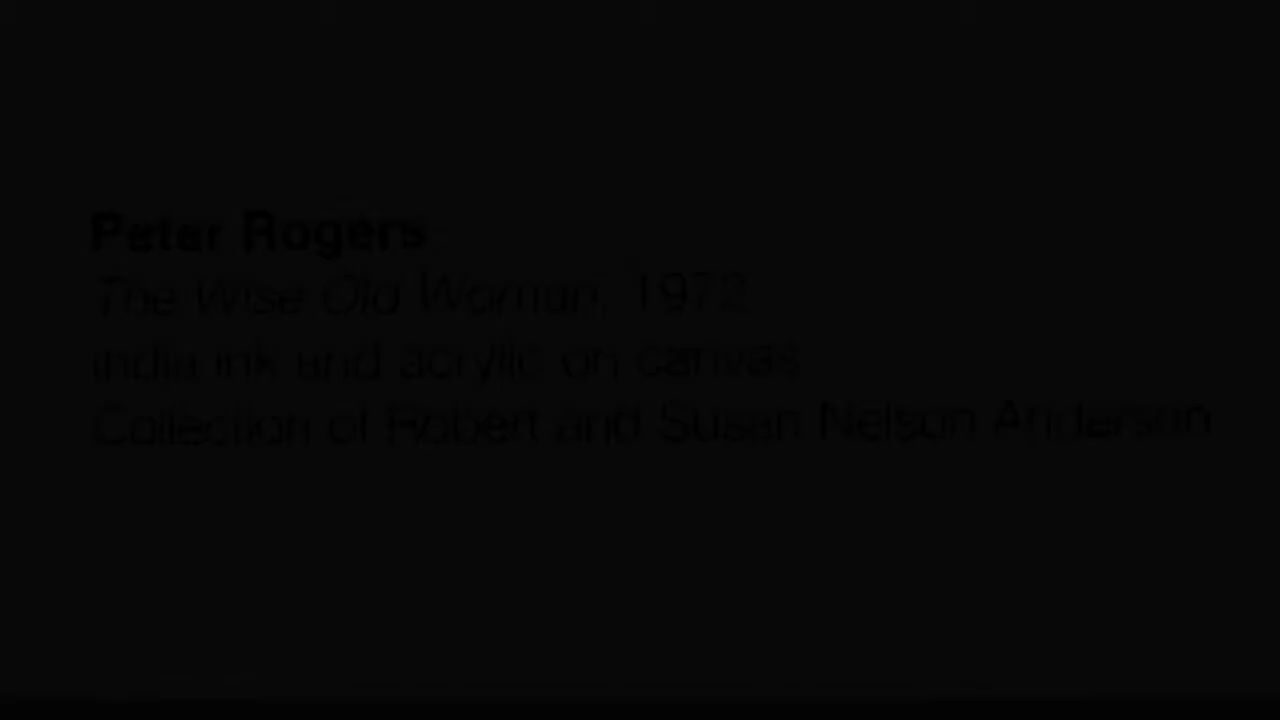 Peter Rogers
The Wise Old Woman, 1972
india ink and acrylic on canvas
Collection of Robert and Susan Nelson Anderson